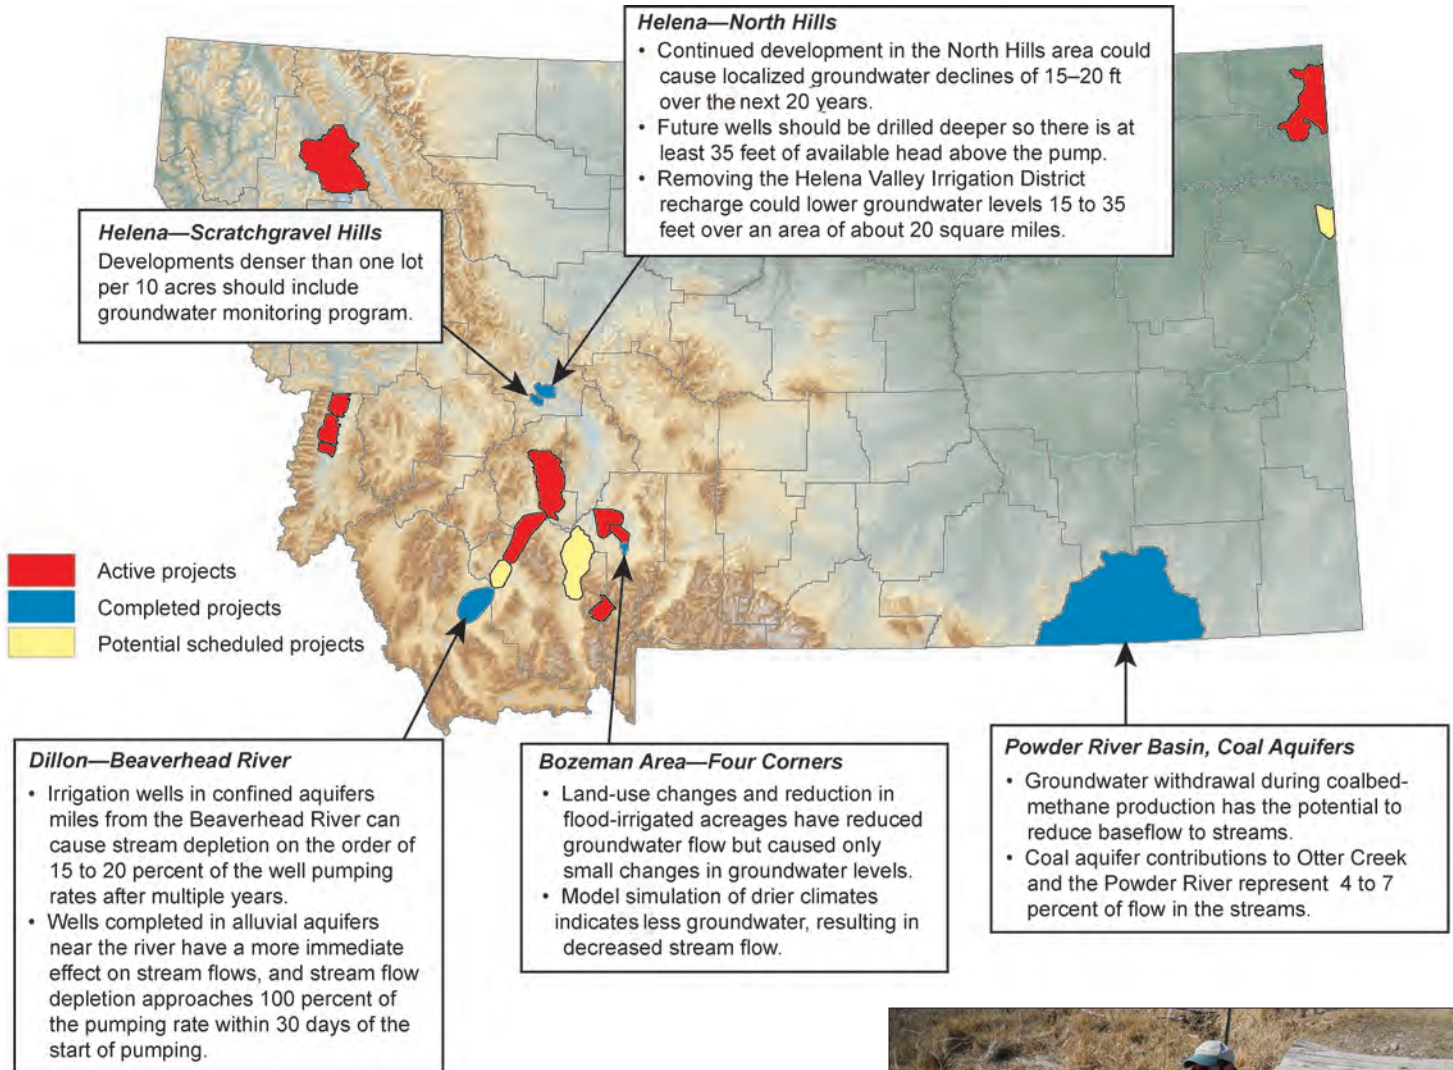 Helena—North Hills
• Continued development in the North Hills area could
cause localized groundwater declines of 15–20 ft
over the next 20 years.
• Future wells should be drilled deeper so there is at
least 35 feet of available head above the pump.
• Removing the Helena Valley Irrigation District
recharge could lower groundwater levels 15 to 35
feet over an area of about 20 square miles.
Helena—Scratchgravel Hills
Developments denser than one lot
per 10 acres should include
groundwater monitoring program.
Active projects
Completed projects
Potential scheduled projects
Dillon—Beaverhead River
• Irrigation wells in confined aquifers
miles from the Beaverhead River can
cause stream depletion on the order of
15 to 20 percent of the well pumping
rates after multiple years.
• Wells completed in alluvial aquifers
near the river have a more immediate
effect on stream flows, and stream flow
depletion approaches 100 percent of
the pumping rate within 30 days of the
start of pumping.
Bozeman Area—Four Corners
• Land-use changes and reduction in
flood-irrigated acreages have reduced
groundwater flow but caused only
small changes in groundwater levels.
• Model simulation of drier climates
indicates less groundwater, resulting in
decreased stream flow.
Powder River Basin, Coal Aquifers
• Groundwater withdrawal during coalbed-
methane production has the potential to
reduce baseflow to streams.
• Coal aquifer contributions to Otter Creek
and the Powder River represent 4 to 7
percent of flow in the streams.